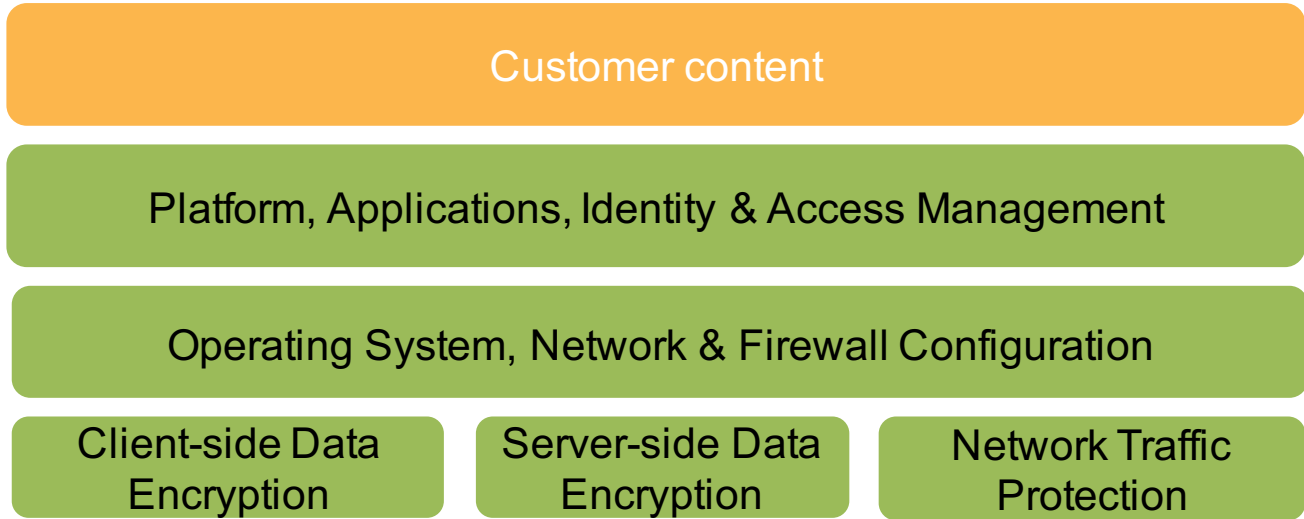 Customer content
Platform, Applications, Identity & Access Management
Operating System, Network & Firewall Configuration
Client-side Data
Encryption
Server-side Data
Encryption
Network Traffic
Protection